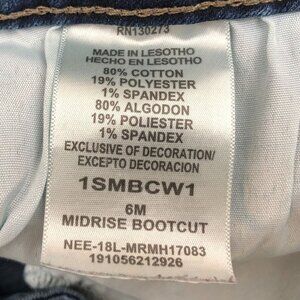 RN130273
MADE IN LESOTHO
HECHO EN LESOTHO
80% COTTON
19% POLYESTER
1% SPANDEX
80% ALGODON
19% POLIESTER
1% SPANDEX
EXCLUSIVE OF DECORATION/
EXCEPTO DECORACION
1SMBCW1
6M
MIDRISE BOOTCUT
NEE-18L-MRMH17083
191056212926